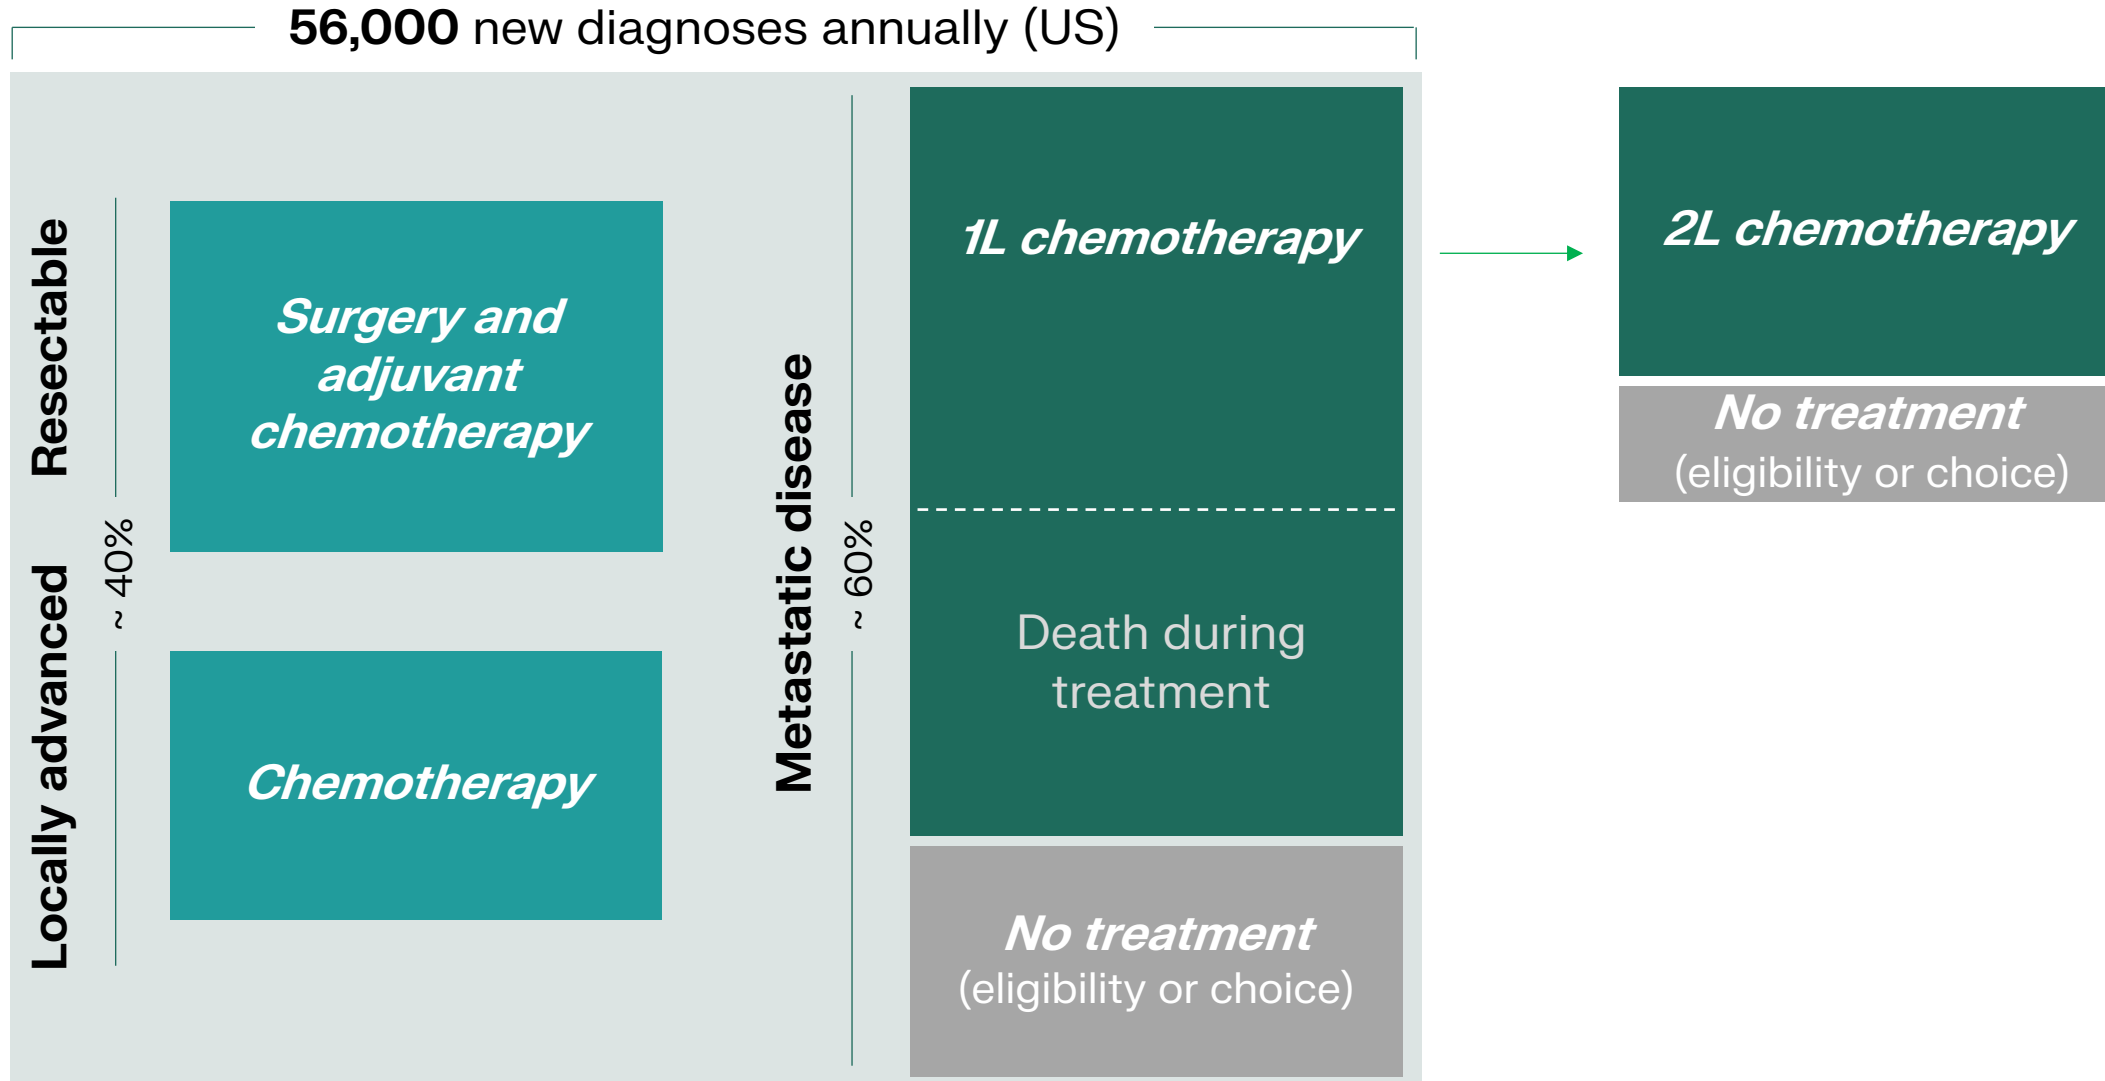 56,000 new diagnoses annually (US)
Resectable
Locally advanced
~ 40%
Surgery and
adjuvant
chemotherapy
Chemotherapy
Metastatic disease
~ 60%
1L chemotherapy
Death during
treatment
No treatment
(eligibility or choice)
2L chemotherapy
No treatment
(eligibility or choice)